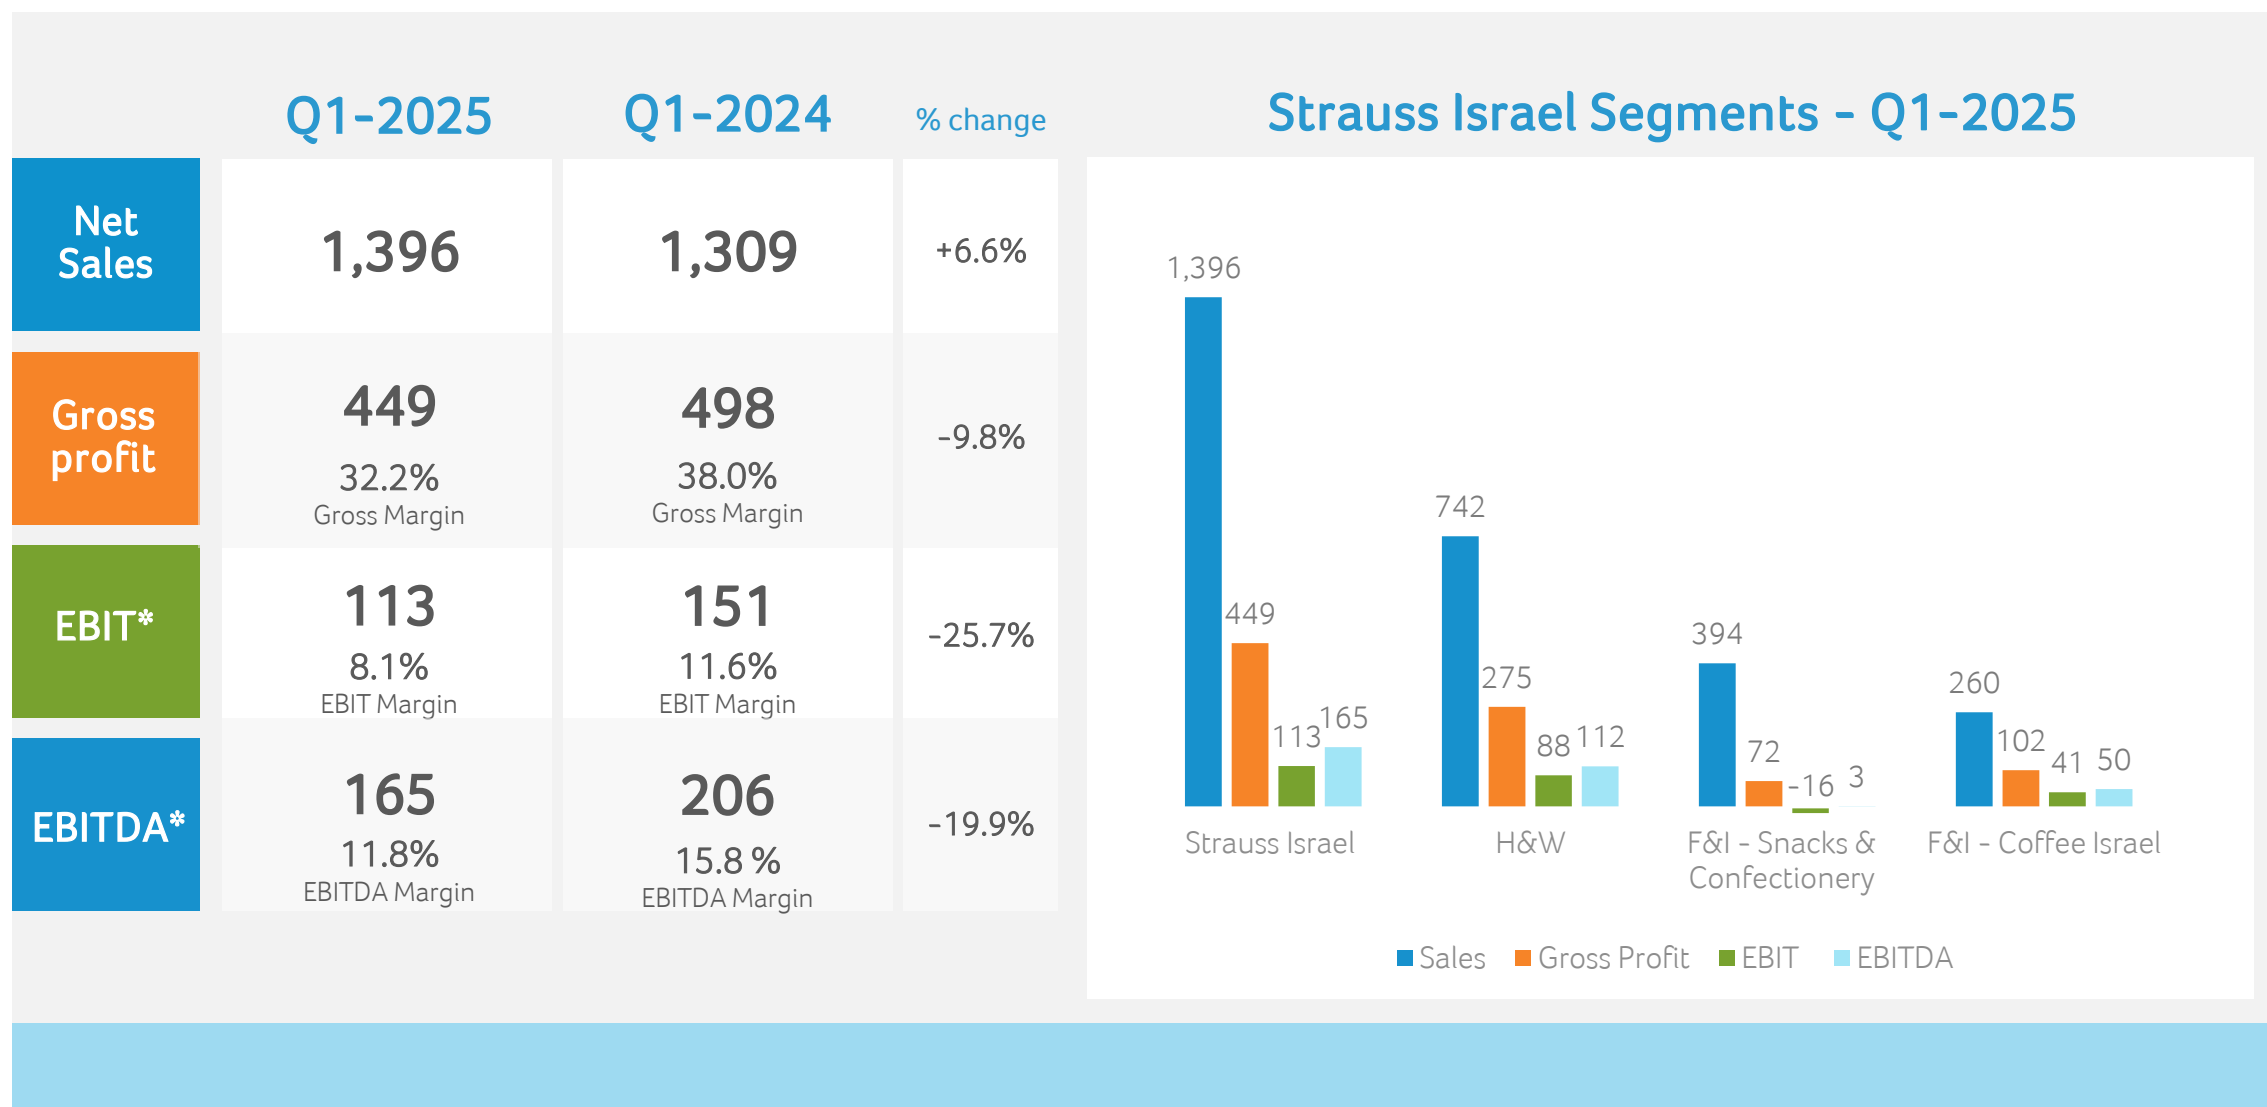 Q1-2025 Q1-2024 % change
Net
Sales
1,396 1,309 +6.6%
Gross
profit
449 498 -9.8%
32.2% 38.0%
Gross Margin Gross Margin
EBIT*
113 151 -25.7%
8.1% 11.6%
EBIT Margin EBIT Margin
EBITDA*
165 206 -19.9%
11.8% 15.8 %
EBITDA Margin EBITDA Margin
Strauss Israel Segments - Q1-2025
1,396 449 113 165
742 275 88 112
394 72 -16 3
260 102 41 50
Strauss Israel
H&W
F&I - Snacks &
Confectionery
F&I - Coffee Israel
Sales Gross Profit EBIT EBITDA